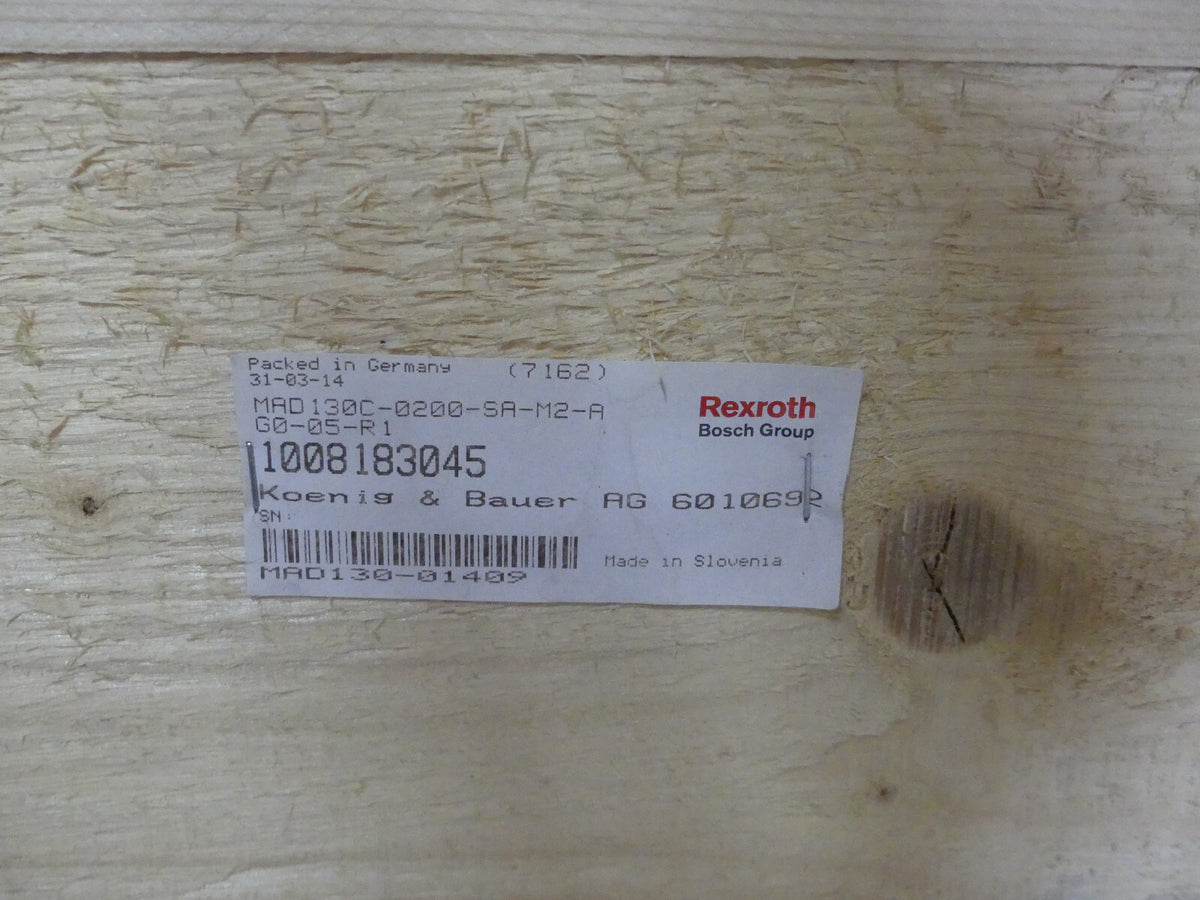 Packed in Germany (7162)
31-03-14
MAD130C-0200-SA-M2-A
G0-05-R1
Rexroth
Bosch Group
1008183045
Koenig & Bauer AG 6010692
SN:
Made in Slovenia
MAD130-01409